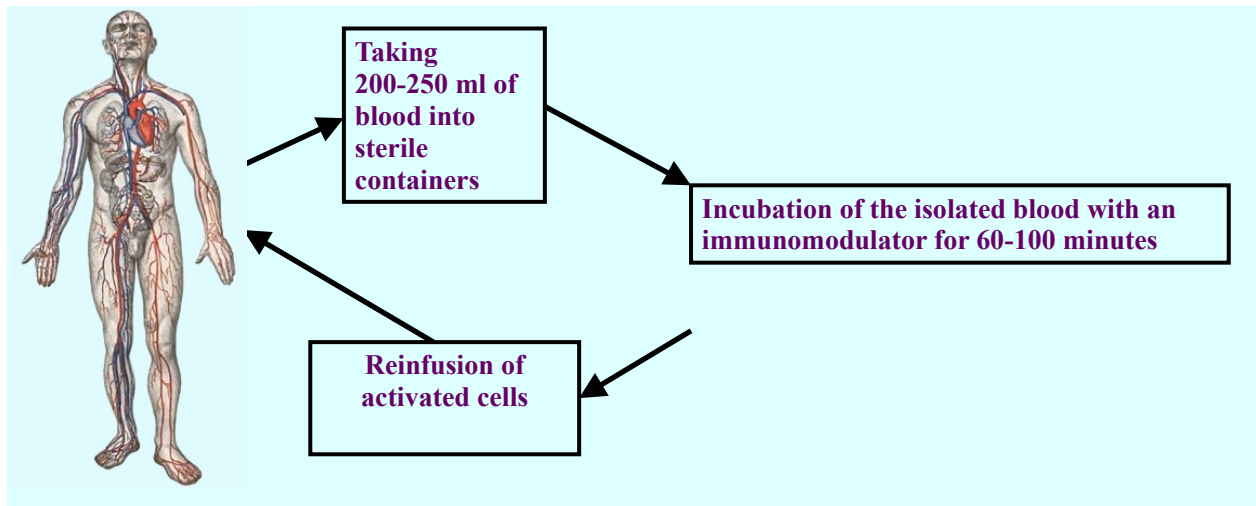 Taking
200-250 ml of
blood into
sterile
containers
Incubation of the isolated blood with an
immunomodulator for 60-100 minutes
Reinfusion of
activated cells